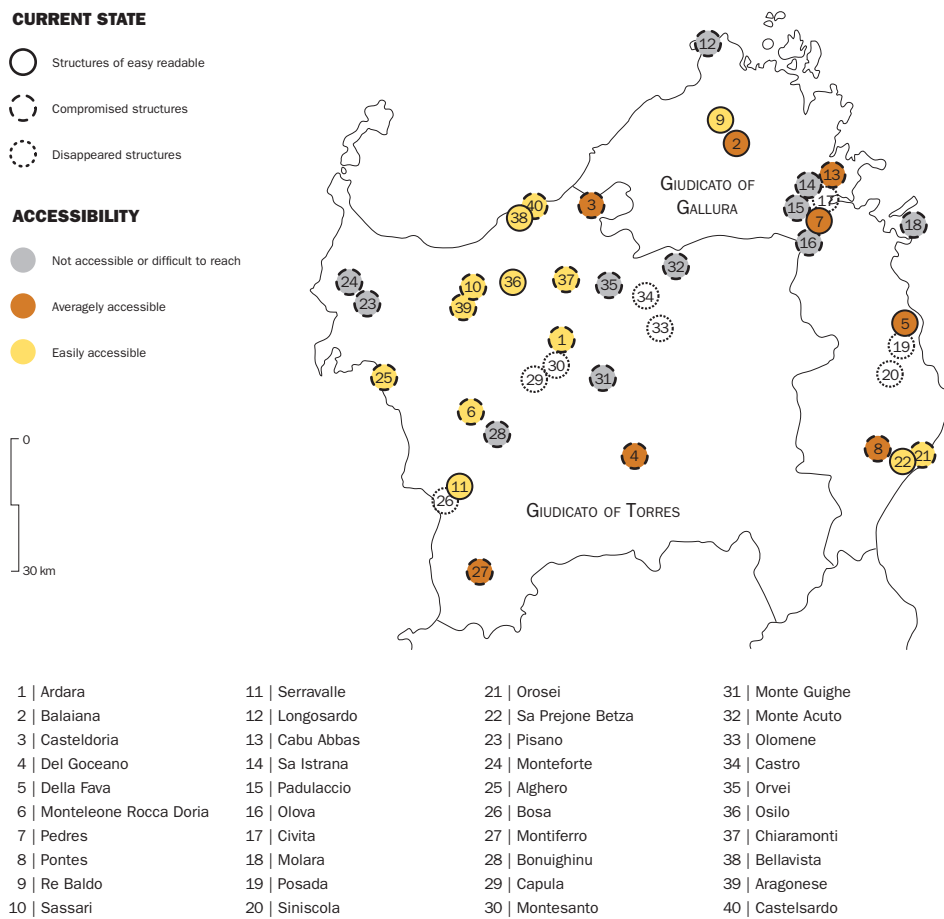 CURRENT STATE
Structures of easy readable
Compromised structures
Disappeared structures
ACCESSIBILITY
Not accessible or difficult to reach
Averagely accessible
Easily accessible
0
30 km
12
9
2
GIUDICATO OF
GALLURA
13
14
17
15
7
18
16
40
38
3
32
24
23
10
36
37
35
34
39
33
5
19
1
30
29
31
20
25
6
28
4
8
22
21
11
26
GIUDICATO OF TORRES
27
1 | Ardara
2 | Balaiana
3 | Casteldoria
4 | Del Goceano
5 | Della Fava
6 | Monteleone Rocca Doria
7 | Pedres
8 | Pontes
9 | Re Baldo
10 | Sassari
11 | Serravalle
12 | Longosardo
13 | Cabu Abbas
14 | Sa Istrana
15 | Padulaccio
16 | Olova
17 | Civita
18 | Molara
19 | Posada
20 | Siniscola
21 | Orosei
22 | Sa Prejone Betza
23 | Pisano
24 | Monteforte
25 | Alghero
26 | Bosa
27 | Montiferro
28 | Bonuighinu
29 | Capula
30 | Montesanto
31 | Monte Guighe
32 | Monte Acuto
33 | Olomene
34 | Castro
35 | Orvei
36 | Osilo
37 | Chiaramonti
38 | Bellavista
39 | Aragonese
40 | Castelsardo